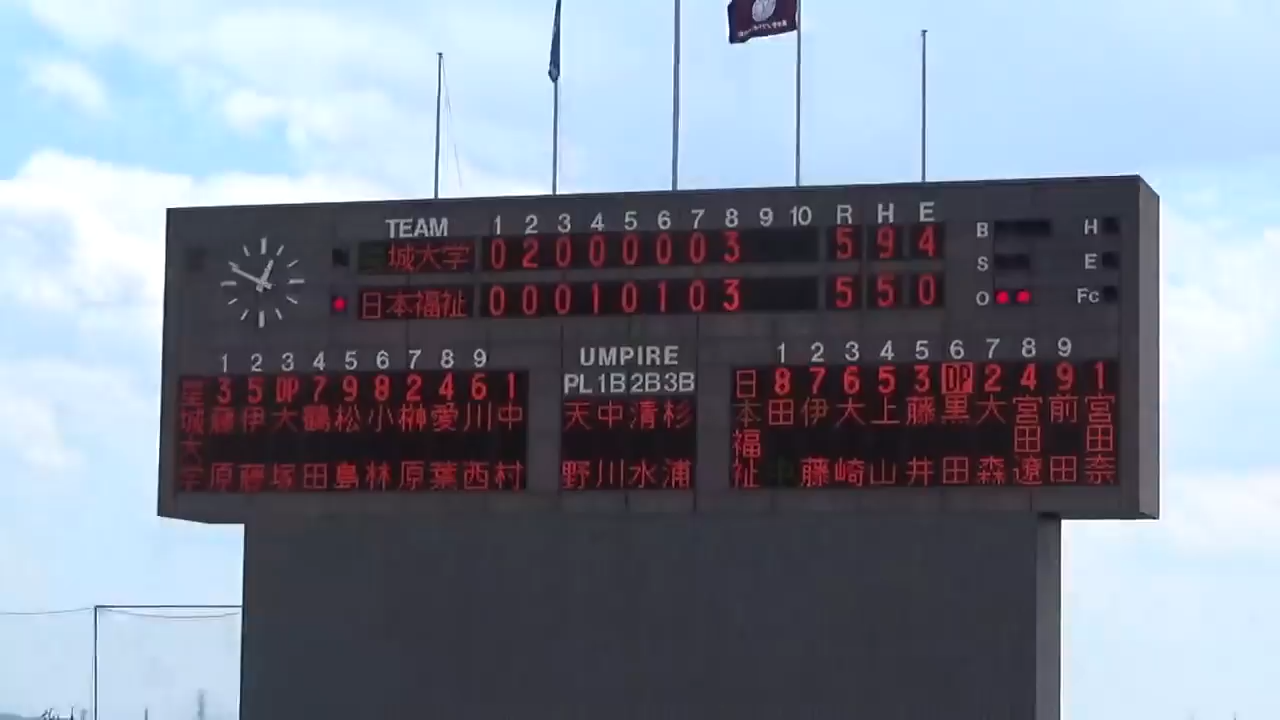 TEAM 1 2 3 4 5 6 7 8 9 10 R H E
城大学 0 2 0 0 0 0 0 3 5 9 4
日本福祉 0 0 0 1 0 1 0 3 5 5 0
B H
S E
O Fc
1 2 3 4 5 6 7 8 9
3 5 DP 7 9 8 2 4 6 1
城大学
藤原 伊藤 大塚 鶴田 松島 小林 榊原 愛葉 川西 中村
UMPIRE
PL 1B 2B 3B
天野 中川 清水 杉浦
1 2 3 4 5 6 7 8 9
8 7 6 5 3 DP 2 4 9 1
日本福祉
田 伊藤 大崎 上山 藤井 黒田 大森 宮田遼 前田 宮田奈